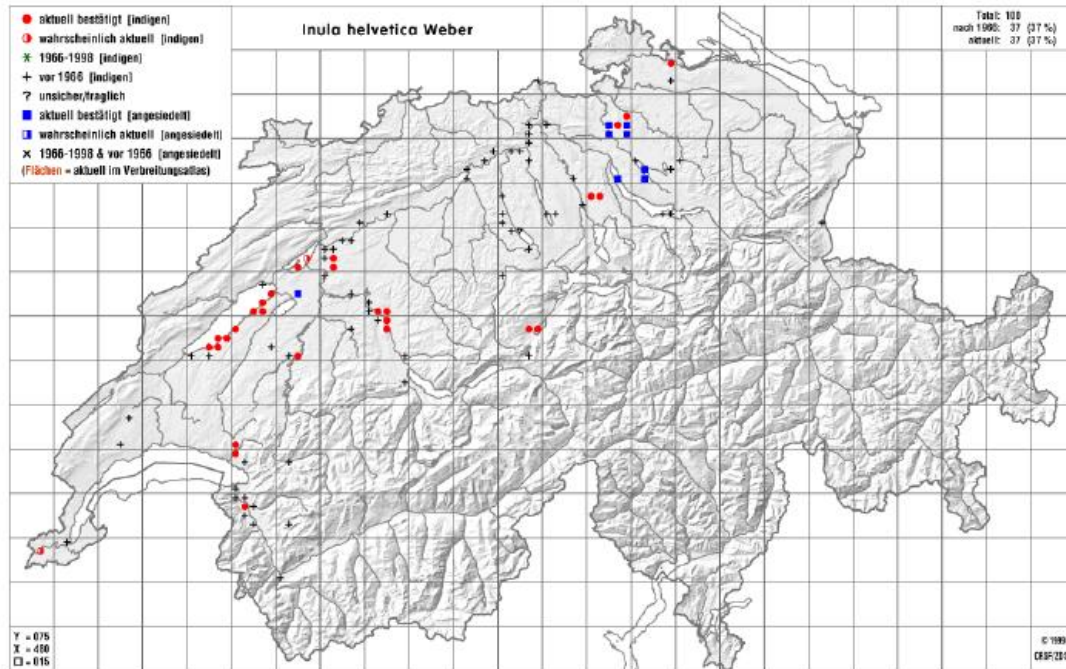 Inula helvetica Weber
aktuell bestätigt [indigen]
wahrscheinlich aktuell [indigen]
1966-1998 [indigen]
vor 1966 [indigen]
unsicher/fraglich
aktuell bestätigt [angesiedelt]
wahrscheinlich aktuell [angesiedelt]
1966-1998 & vor 1966 [angesiedelt]
(Flächen = aktuell im Verbreitungsatlas)
Total: 100
nach 1966: 37 (37 %)
aktuell: 37 (37 %)
Y = 075
X = 480
= 015
© 1999